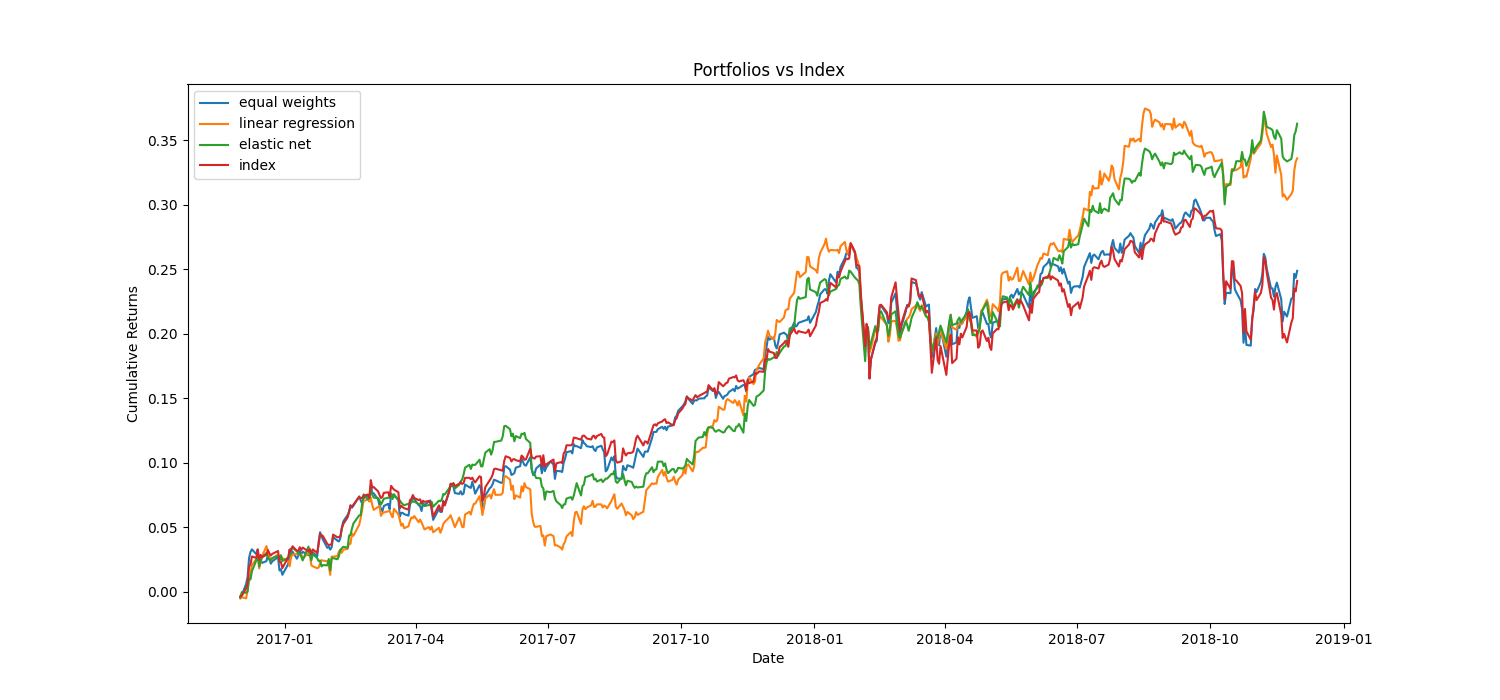 Portfolios vs Index
equal weights
linear regression
elastic net
index
Cumulative Returns
0.35
0.30
0.25
0.20
0.15
0.10
0.05
0.00
2017-01 2017-04 2017-07 2017-10 2018-01 2018-04 2018-07 2018-10 2019-01
Date